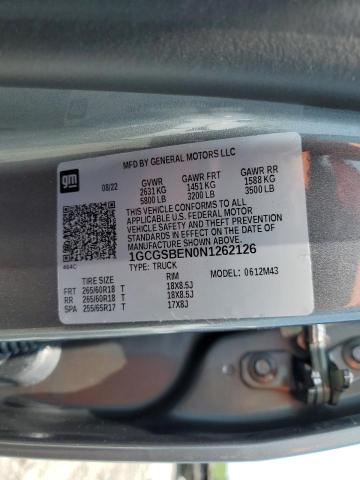 MFD BY GENERAL MOTORS LLC
gm
08/22
GVWR GAWR FRT GAWR RR
2631 KG 1451 KG 1588 KG
5800 LB 3200 LB 3500 LB
THIS VEHICLE CONFORMS TO ALL
APPLICABLE U.S. FEDERAL MOTOR
VEHICLE SAFETY AND THEFT PREVENTION
STANDARDS IN EFFECT ON THE DATE OF
MANUFACTURE SHOWN ABOVE.
1GCGSBEN0N1262126
TYPE: TRUCK
464C
MODEL: 0612M43
TIRE SIZE RIM
FRT 265/60R18 T 18X8.5J
RR 265/60R18 T 18X8.5J
SPA 255/65R17 T 17X8J